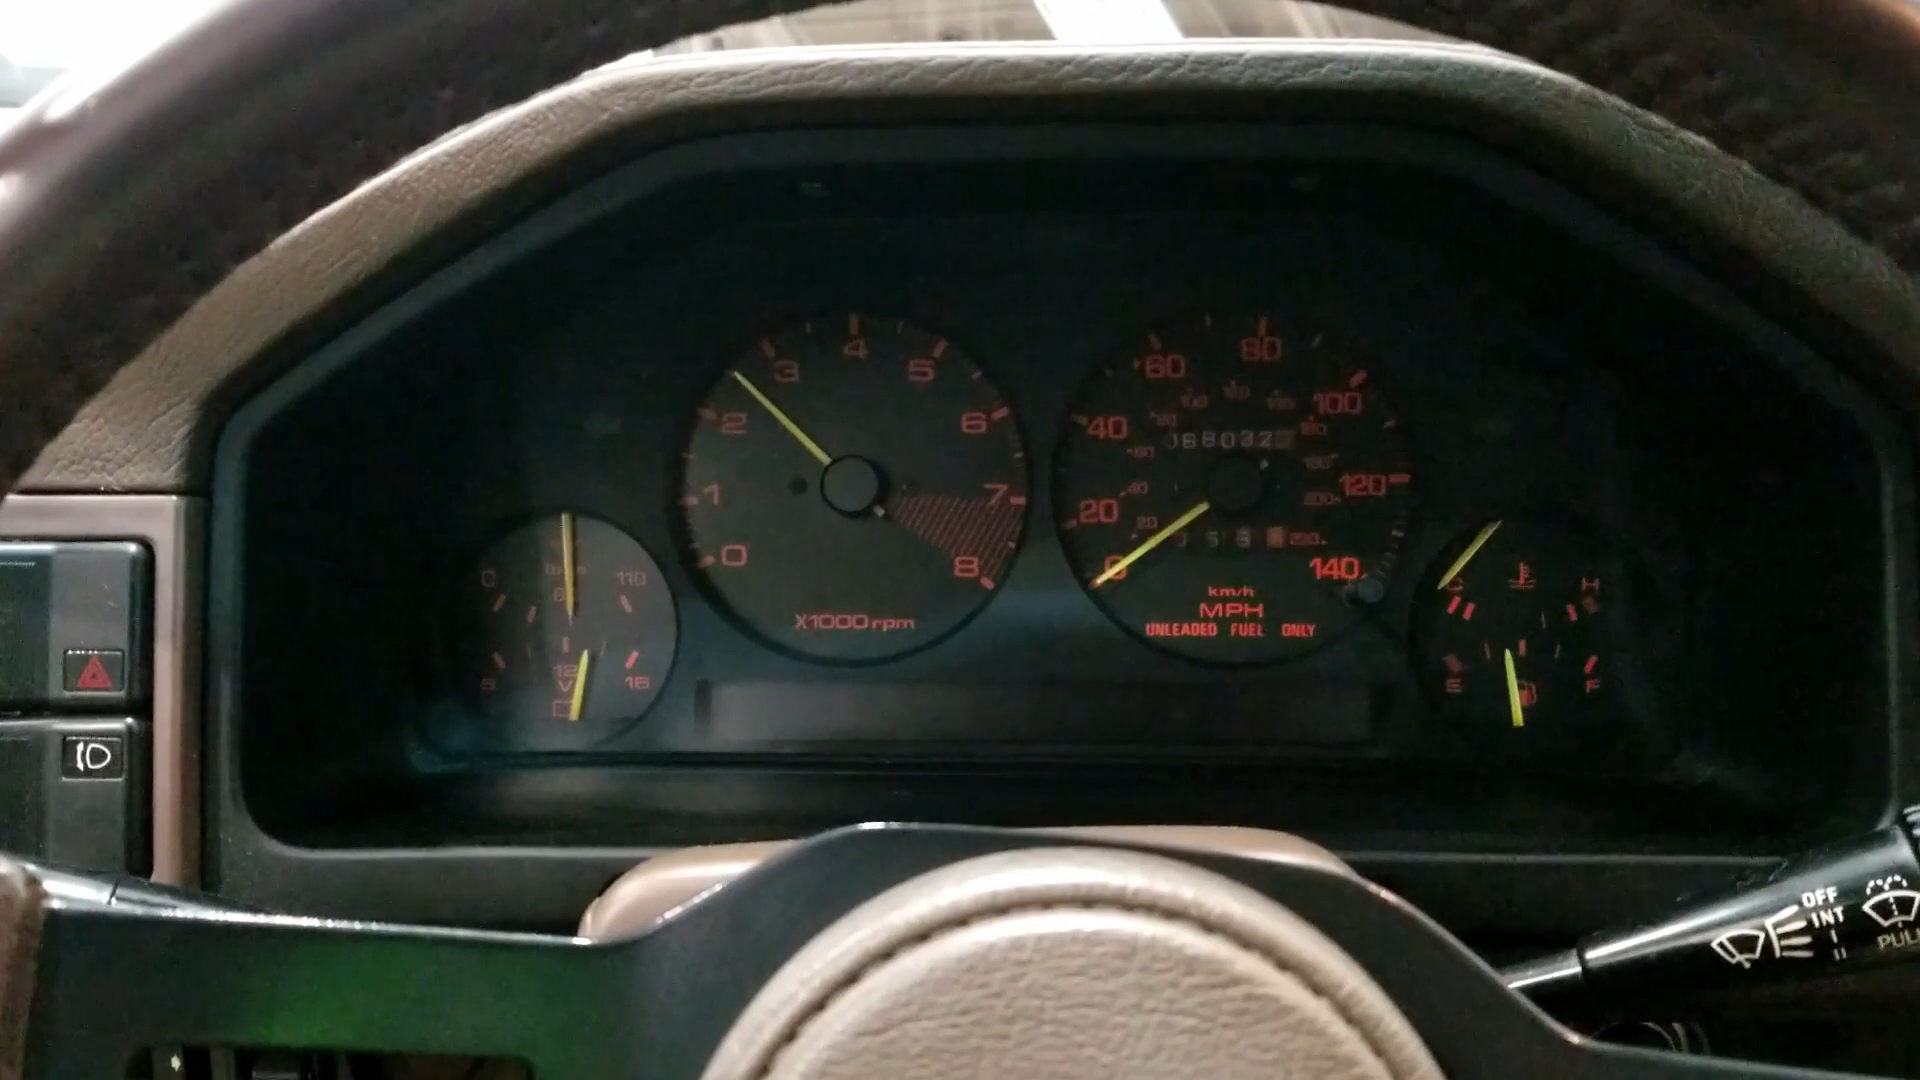 0 1 2 3 4 5 6 7 8
X1000 rpm
0 20 40 60 80 100 120 140
068032
km/h
MPH
UNLEADED FUEL ONLY
110
12
V
16
C H
E F
OFF
INT
PULL